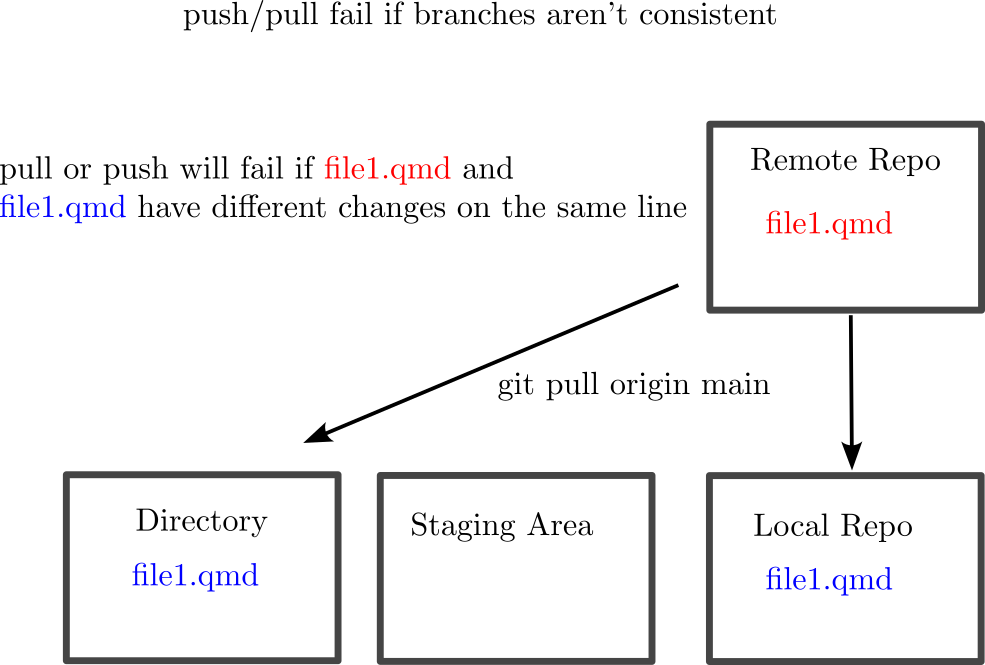 push/pull fail if branches aren't consistent
pull or push will fail if file1.qmd and
file1.qmd have different changes on the same line
Remote Repo
file1.qmd
git pull origin main
Directory
file1.qmd
Staging Area
Local Repo
file1.qmd